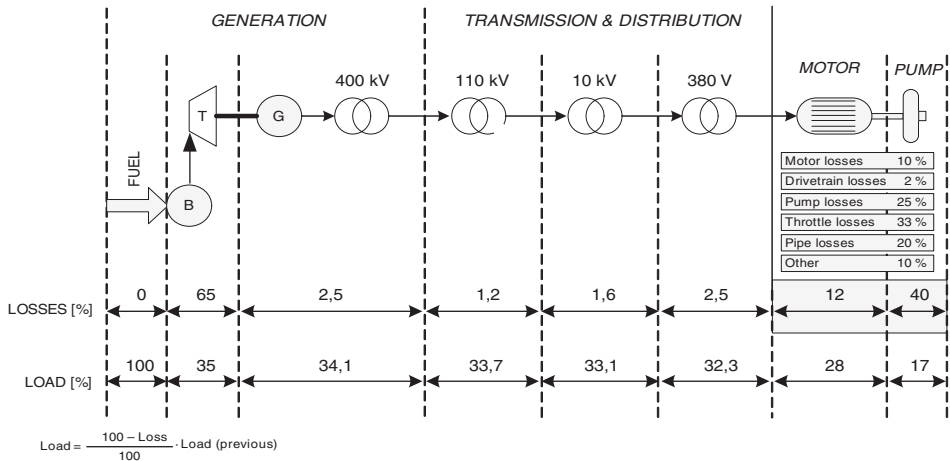 GENERATION
TRANSMISSION & DISTRIBUTION
400 kV
110 kV
10 kV
380 V
MOTOR
PUMP
T
G
FUEL
B
Motor losses 10 %
Drivetrain losses 2 %
Pump losses 25 %
Throttle losses 33 %
Pipe losses 20 %
Other 10 %
LOSSES [%] 0 65 2,5 1,2 1,6 2,5 12 40
LOAD [%] 100 35 34,1 33,7 33,1 32,3 28 17
Load = 100 – Loss / 100 · Load (previous)